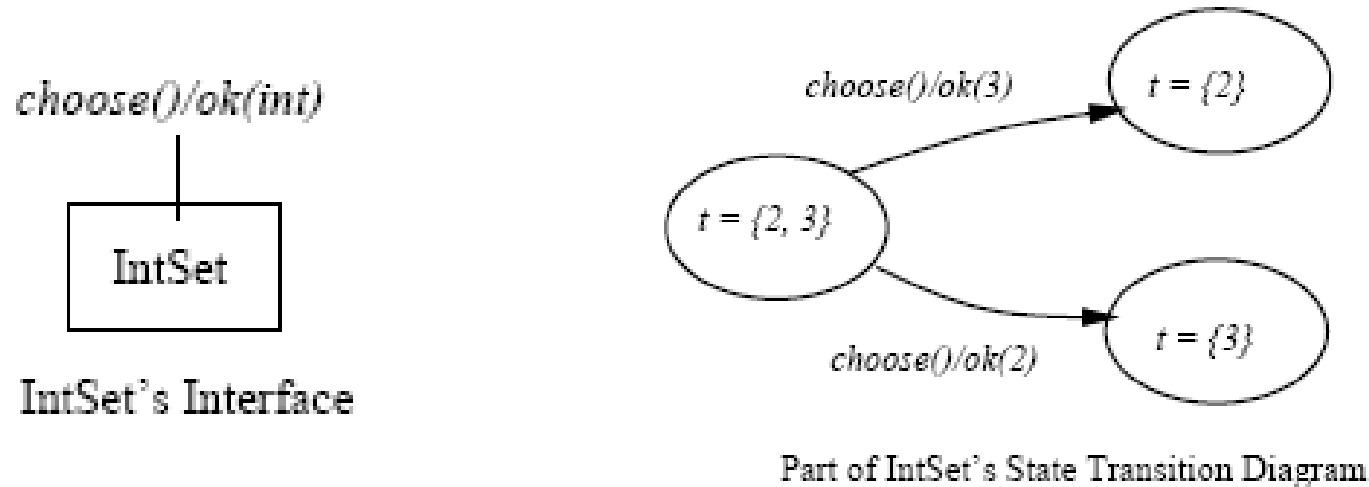 choose()/ok(int)
IntSet
IntSet's Interface
choose()/ok(3)
t = {2}
t = {2, 3}
t = {3}
choose()/ok(2)
Part of IntSet's State Transition Diagram